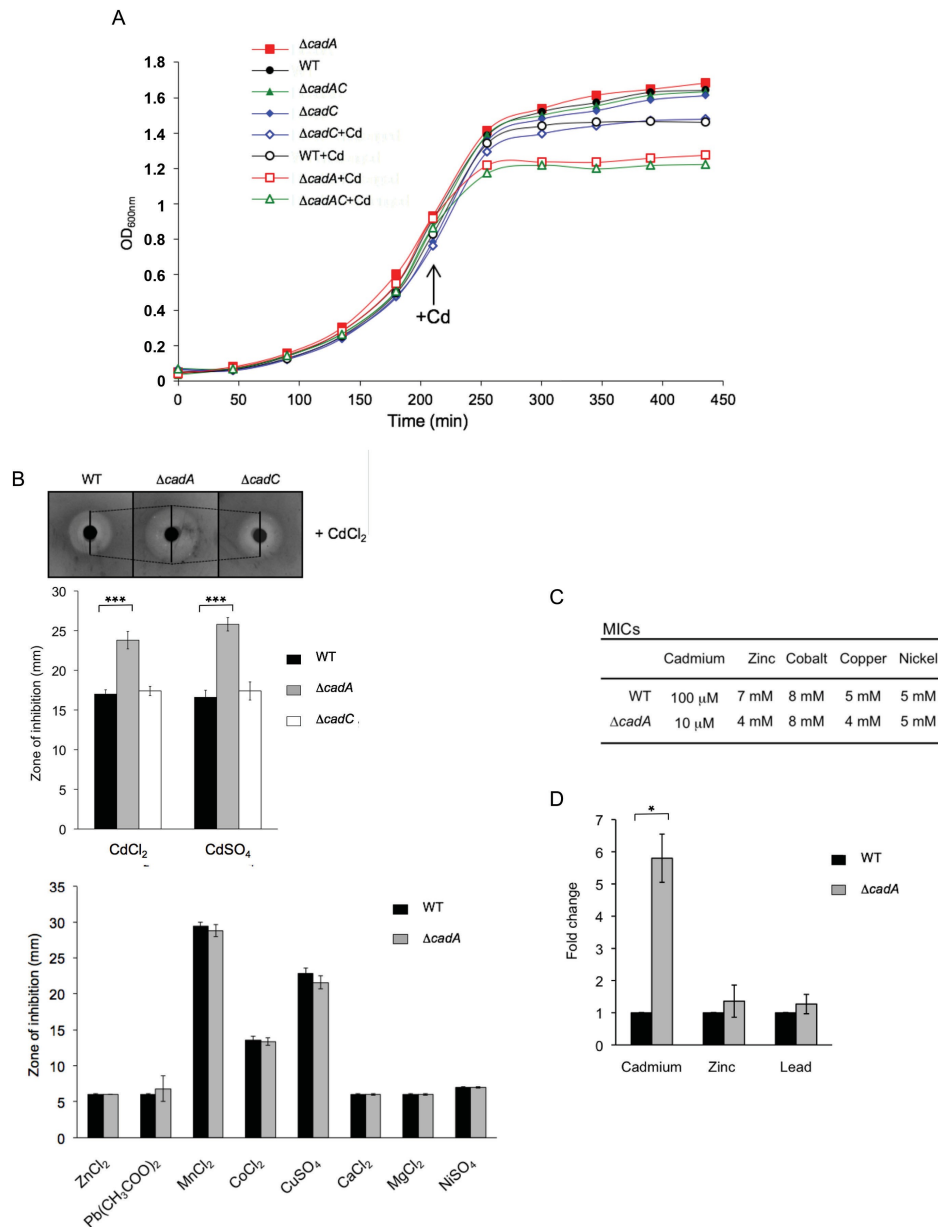 A
ΔcadA
WT
ΔcadAC
ΔcadC
ΔcadC+Cd
WT+Cd
ΔcadA+Cd
ΔcadAC+Cd
1.8
1.6
1.4
1.2
1
0.8
0.6
0.4
0.2
0
OD600nm
+Cd
0 50 100 150 200 250 300 350 400 450
Time (min)
B
WT ΔcadA ΔcadC
+ CdCl2
30
25
20
15
10
5
0
Zone of inhibition (mm)
*** ***
WT
ΔcadA
ΔcadC
CdCl2 CdSO4
35
30
25
20
15
10
5
0
Zone of inhibition (mm)
WT
ΔcadA
ZnCl2 Pb(CH3COO)2 MnCl2 CoCl2 CuSO4 CaCl2 MgCl2 NiSO4
C
MICs
Cadmium Zinc Cobalt Copper Nickel
WT 100 µM 7 mM 8 mM 5 mM 5 mM
ΔcadA 10 µM 4 mM 8 mM 4 mM 5 mM
D
7
6
5
4
3
2
1
0
Fold change
*
WT
ΔcadA
Cadmium Zinc Lead